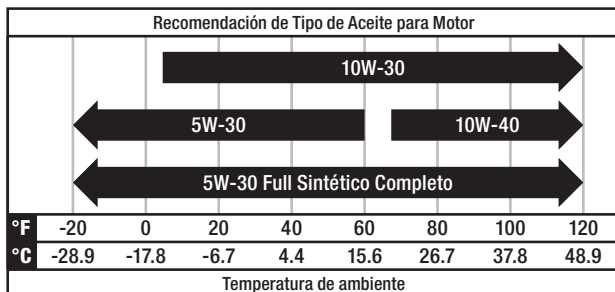 Recomendación de Tipo de Aceite para Motor
10W-30
5W-30 10W-40
5W-30 Full Sintético Completo
°F -20 0 20 40 60 80 100 120
°C -28.9 -17.8 -6.7 4.4 15.6 26.7 37.8 48.9
Temperatura de ambiente